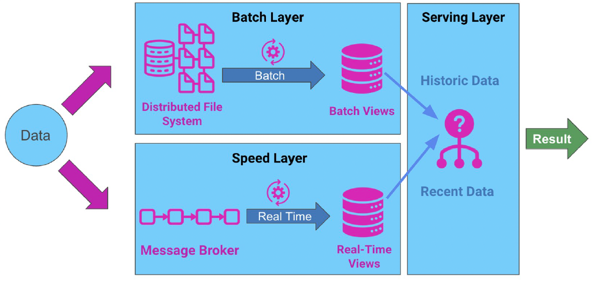 Data
Batch Layer
Distributed File
System
Batch
Batch Views
Speed Layer
Message Broker
Real Time
Real-Time
Views
Serving Layer
Historic Data
?
Recent Data
Result